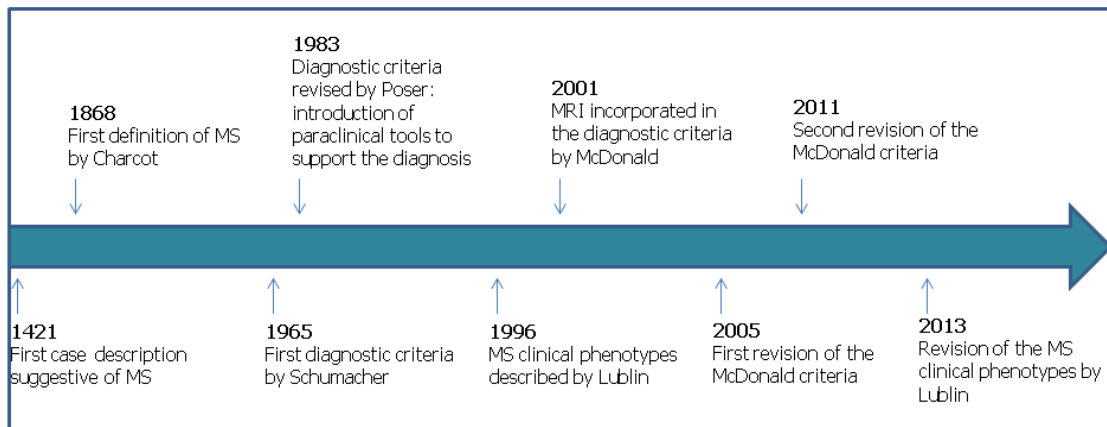 1983
Diagnostic criteria
revised by Poser:
introduction of
paraclinical tools to
support the diagnosis
1868
First definition of MS
by Charcot
2001
MRI incorporated in
the diagnostic criteria
by McDonald
2011
Second revision of the
McDonald criteria
1421
First case description
suggestive of MS
1965
First diagnostic criteria
by Schumacher
1996
MS clinical phenotypes
described by Lublin
2005
First revision of the
McDonald criteria
2013
Revision of the MS
clinical phenotypes by
Lublin